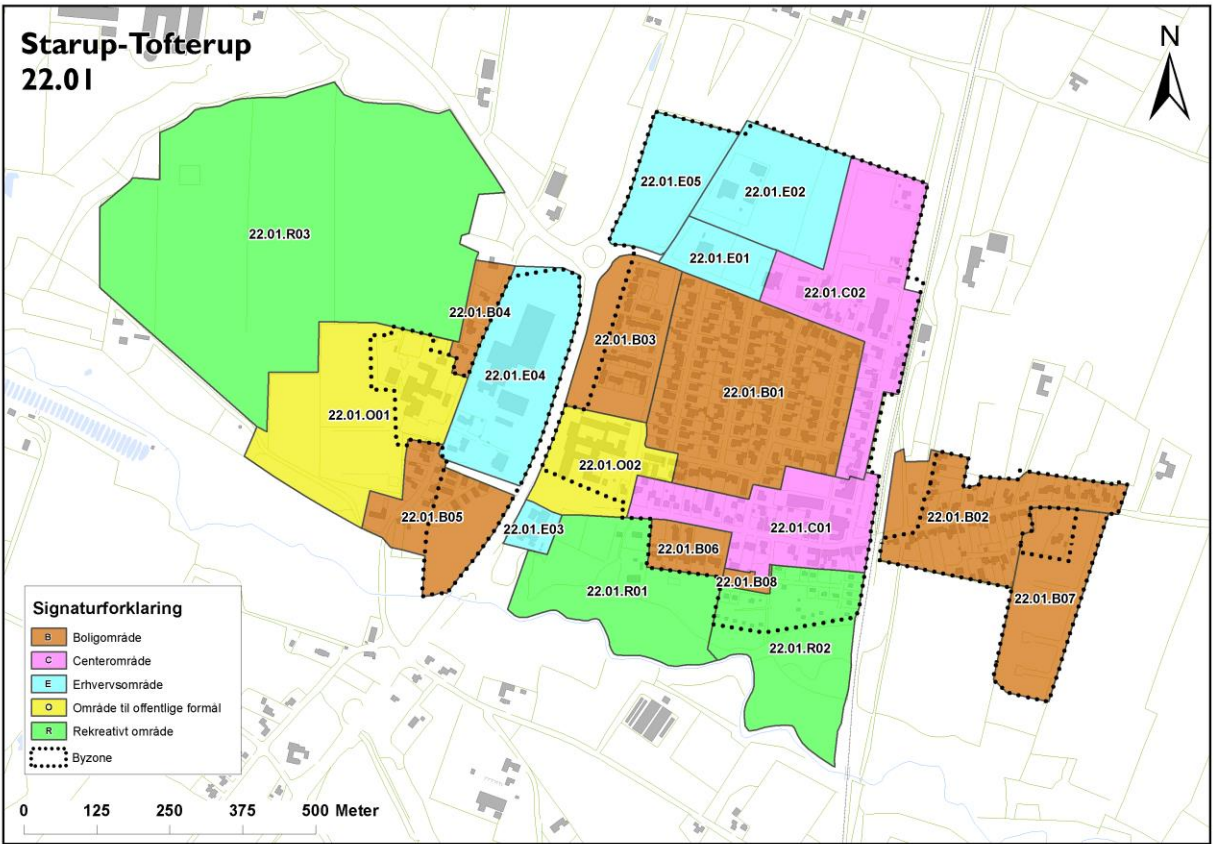 Starup-Tofterup
22.01
N
22.01.E05
22.01.E02
22.01.R03
22.01.E01
22.01.C02
22.01.B04
22.01.B03
22.01.E04
22.01.B01
22.01.O01
22.01.O02
22.01.B05
22.01.B02
22.01.E03
22.01.C01
22.01.B06
22.01.B08
22.01.R01
22.01.B07
22.01.R02
Signaturforklaring
B Boligområde
C Centerområde
E Erhvervsområde
O Område til offentlige formål
R Rekreativt område
Byzone
0 125 250 375 500 Meter